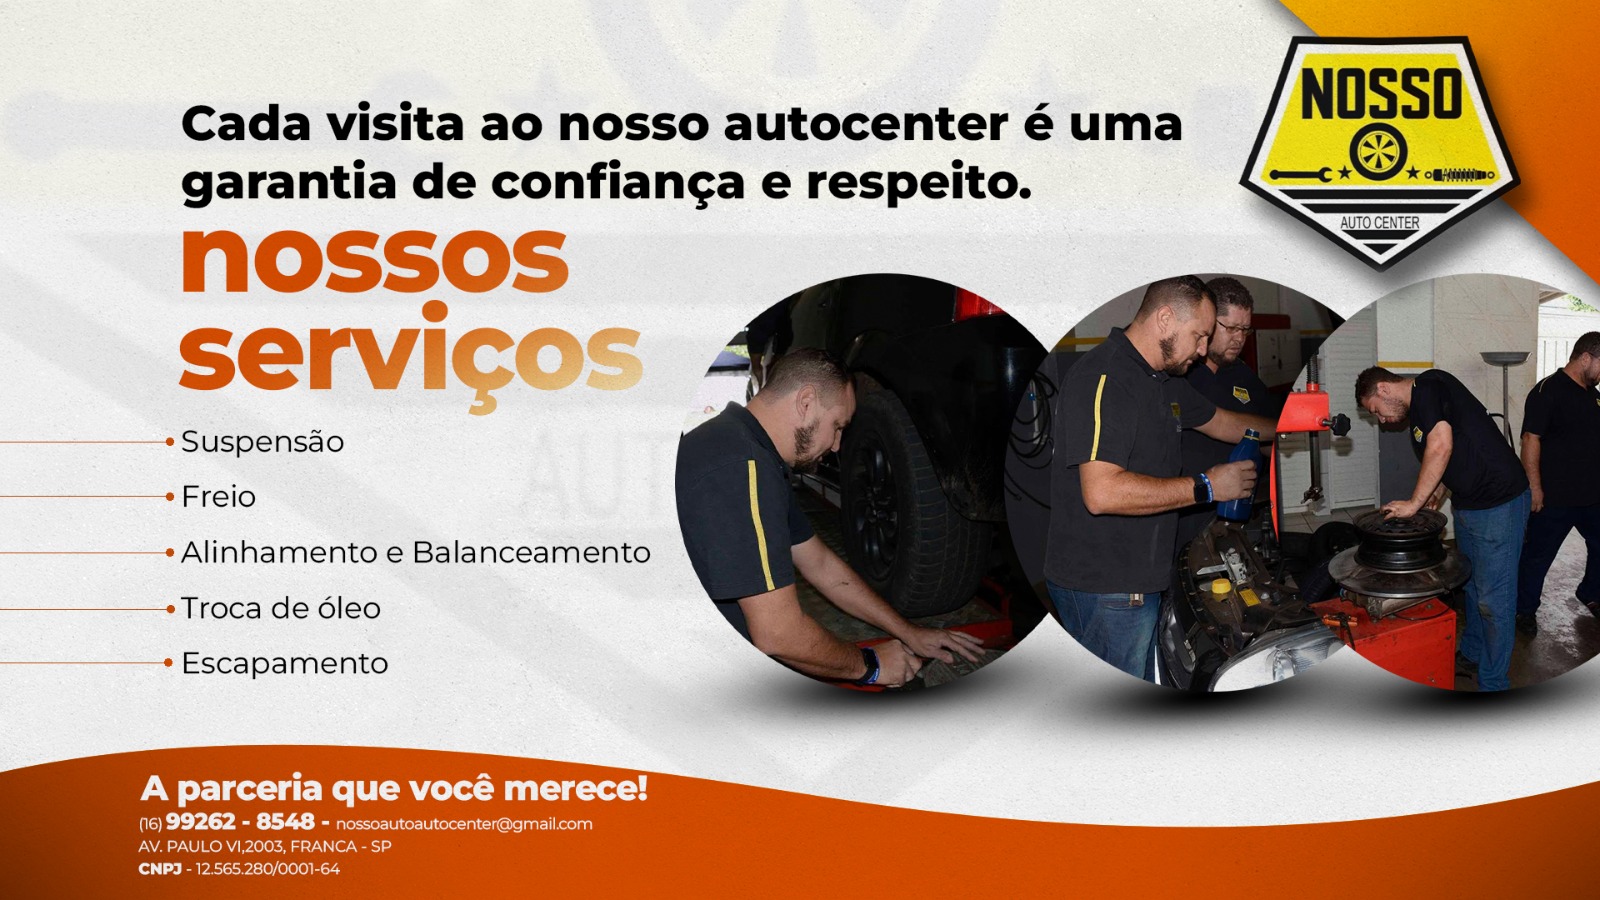 Cada visita ao nosso autocenter é uma
garantia de confiança e respeito.
nossos
serviços
Suspensão
Freio
Alinhamento e Balanceamento
Troca de óleo
Escapamento
NOSSO
AUTO CENTER
A parceria que você merece!
(16) 99262 - 8548 - nossoautoautocenter@gmail.com
AV. PAULO VI,2003, FRANCA - SP
CNPJ - 12.565.280/0001-64